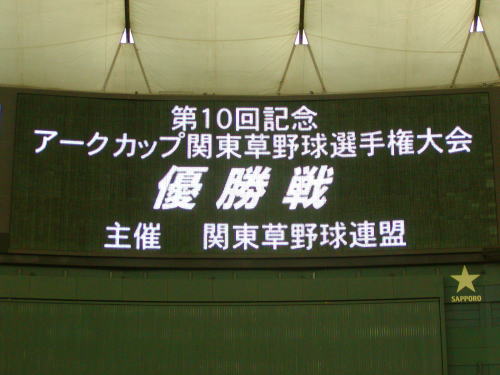 第10回記念
アークカップ関東草野球選手権大会
優勝戦
主催　関東草野球連盟
SAPPORO